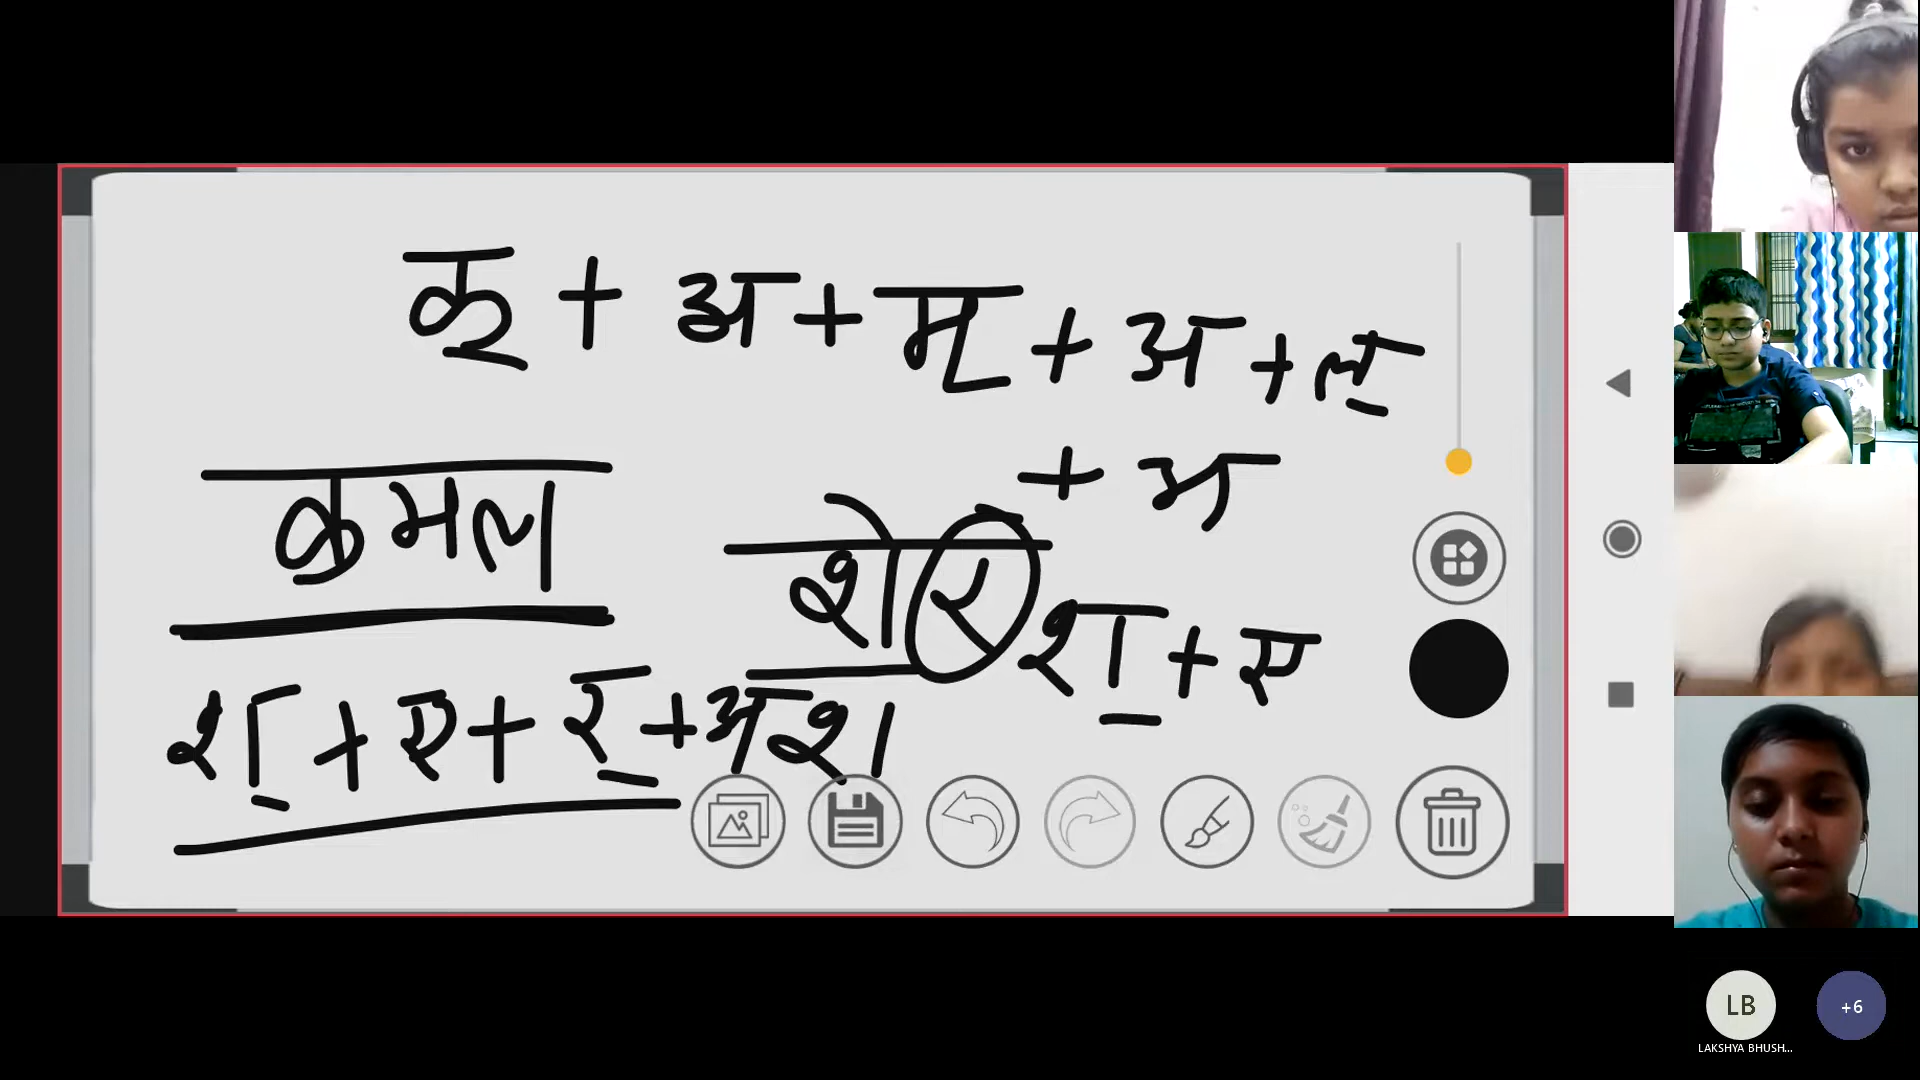 क् + अ + म् + अ + ल्
+ अ
कमल
शेर
श् + ए
श् + ए + र् + अ
श
LB
+6
LAKSHYA BHUSH...